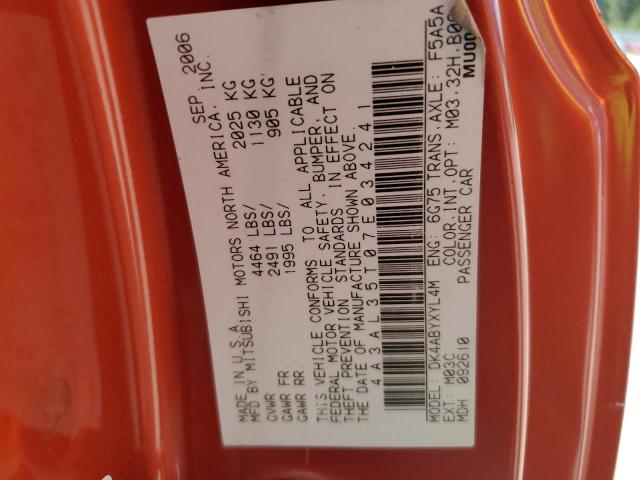 MADE IN U.S.A. SEP 2006
MFD BY MITSUBISHI MOTORS NORTH AMERICA. INC.
GVWR 4464 LBS/ 2025 KG
GAWR FR. 2491 LBS/ 1130 KG
GAWR RR. 1995 LBS/ 905 KG
THIS VEHICLE CONFORMS TO ALL APPLICABLE
FEDERAL MOTOR VEHICLE SAFETY, BUMPER, AND
THEFT PREVENTION STANDARDS IN EFFECT ON
THE DATE OF MANUFACTURE SHOWN ABOVE.
4A3AL35T07E034241
MODEL: DK4ABYXYL4M ENG: 6G75 TRANS. AXLE: F5A5A
EXT: M03C COLOR.INT.OPT: M03.32H.B06
MDH 092610 PASSENGER CAR